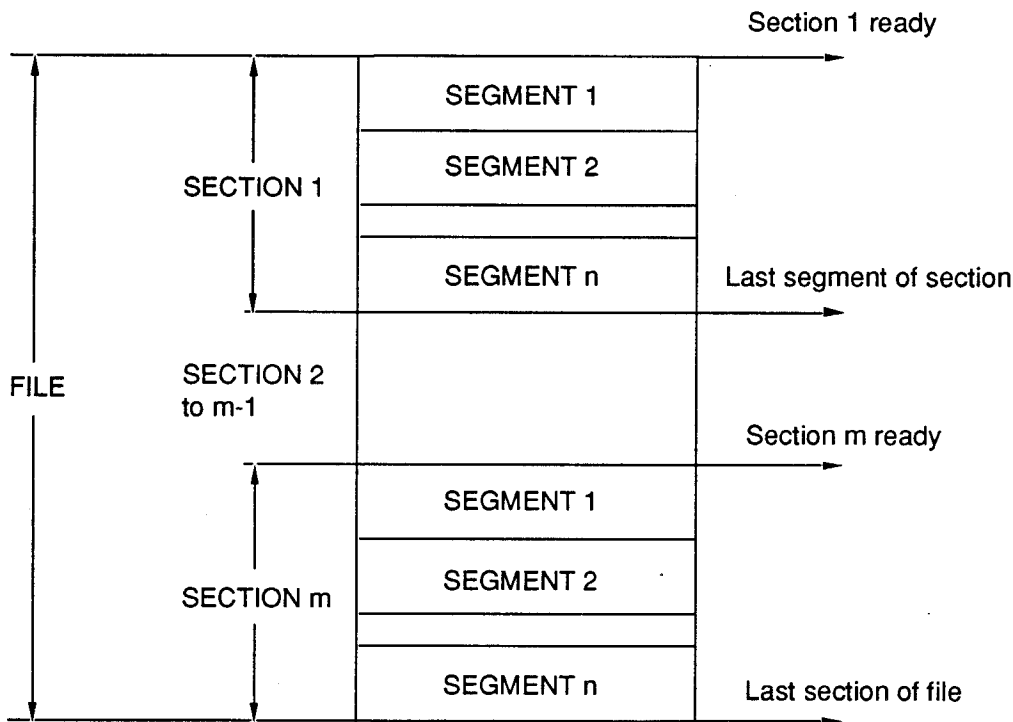 Section 1 ready
SEGMENT 1
SEGMENT 2
SECTION 1
SEGMENT n
Last segment of section
SECTION 2
to m-1
FILE
Section m ready
SEGMENT 1
SEGMENT 2
SECTION m
SEGMENT n
Last section of file